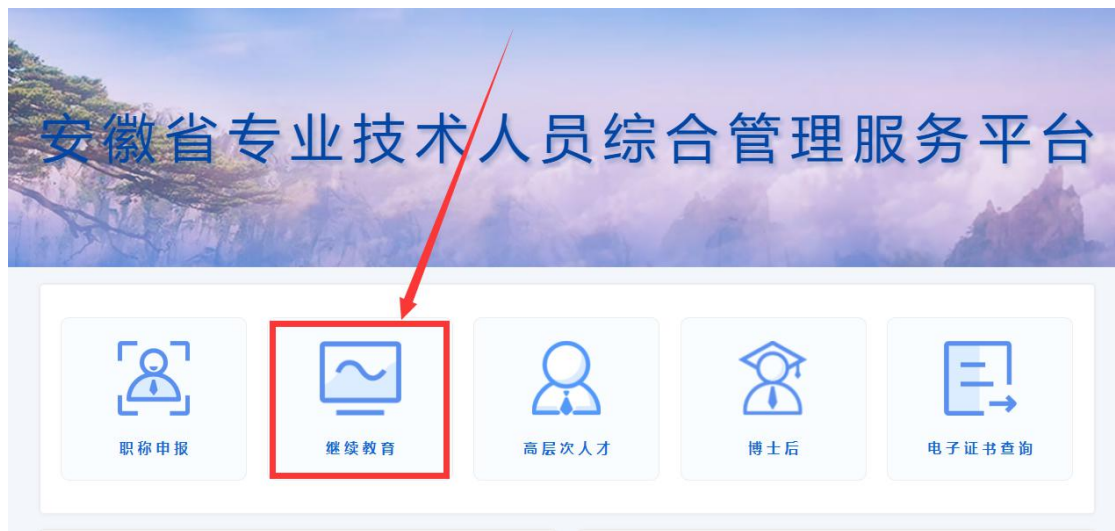 安徽省专业技术人员综合管理服务平台
职称申报
继续教育
高层次人才
博士后
电子证书查询